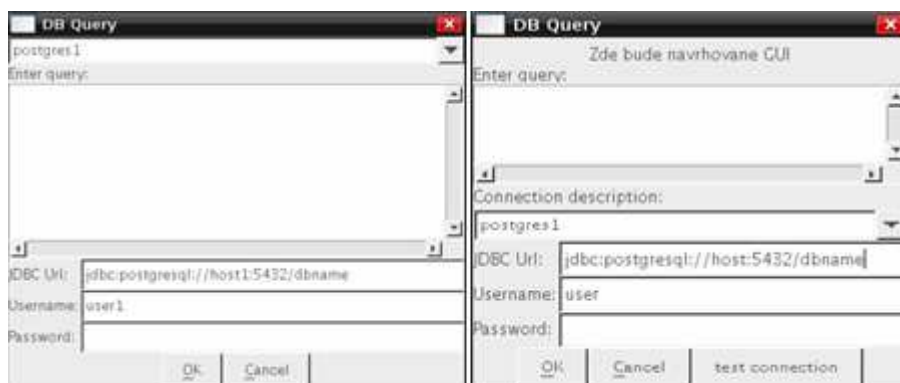 DB Query
postgres1
Enter query:
JDBC Url: jdbc:postgresql://host1:5432/dbname
Username: user1
Password:
OK Cancel
DB Query
Zde bude navrhovane GUI
Enter query:
Connection description:
postgres1
JDBC Url: jdbc:postgresql://host:5432/dbname
Username: user
Password:
OK Cancel test connection